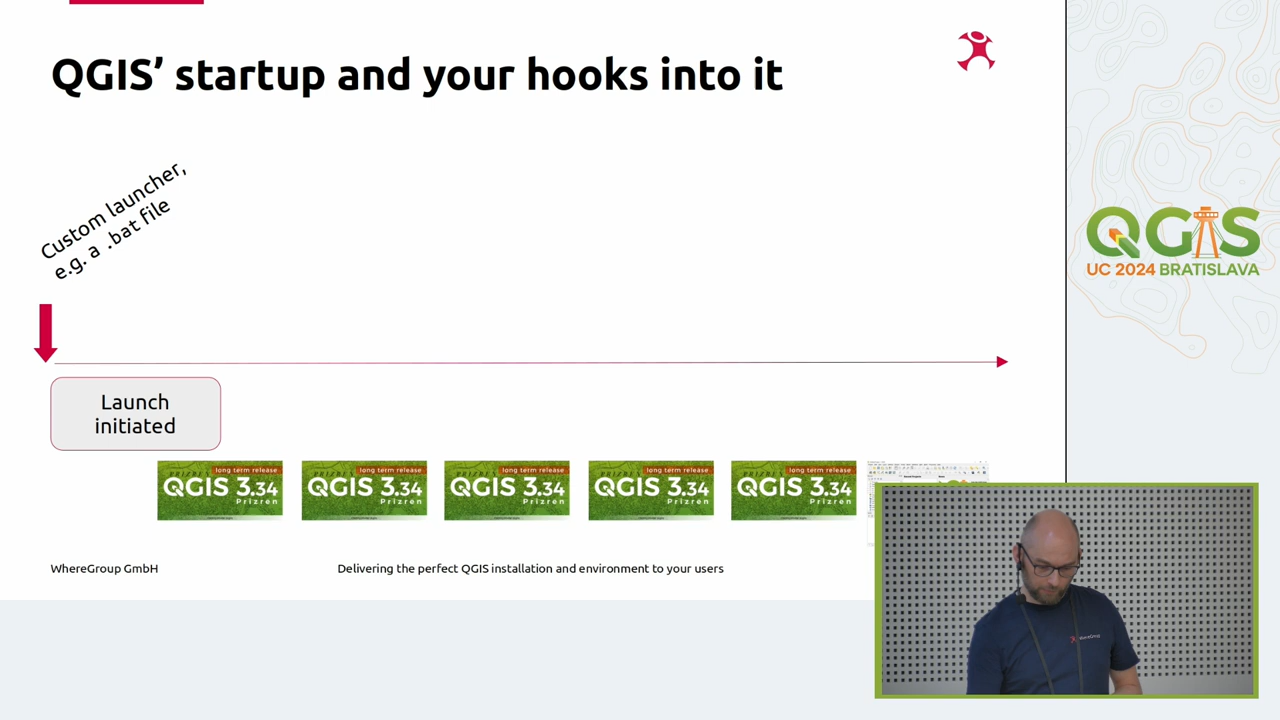 QGIS' startup and your hooks into it
Custom launcher,
e.g. a .bat file
Launch
initiated
long term release
QGIS 3.34
Prizren
long term release
QGIS 3.34
Prizren
long term release
QGIS 3.34
Prizren
long term release
QGIS 3.34
Prizren
long term release
QGIS 3.34
Prizren
WhereGroup GmbH
Delivering the perfect QGIS installation and environment to your users
QGIS
UC 2024 BRATISLAVA
WhereGroup